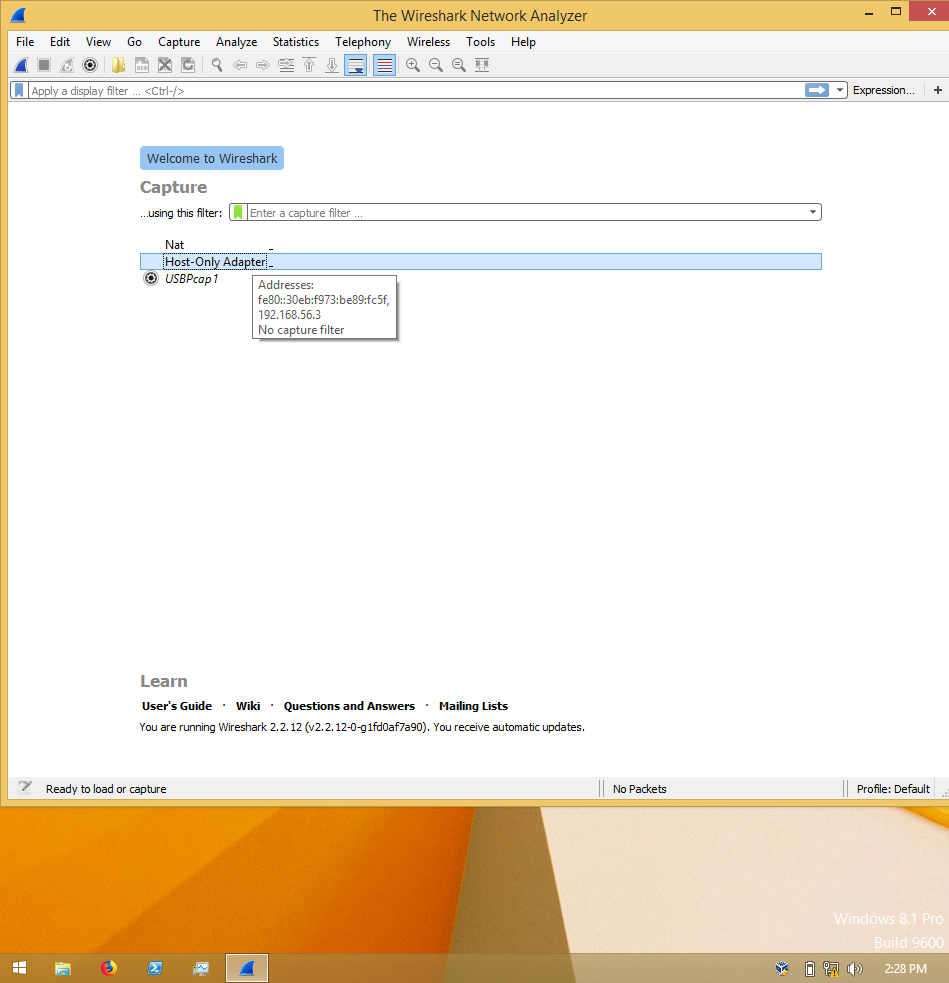 The Wireshark Network Analyzer
File Edit View Go Capture Analyze Statistics Telephony Wireless Tools Help
Apply a display filter ... <Ctrl-/> Expression... +
Welcome to Wireshark
Capture
...using this filter: Enter a capture filter ...
Nat
Host-Only Adapter
USBPcap1
Addresses:
fe80::30eb:f973:be89:fc5f,
192.168.56.3
No capture filter
Learn
User's Guide · Wiki · Questions and Answers · Mailing Lists
You are running Wireshark 2.2.12 (v2.2.12-0-g1fd0af7a90). You receive automatic updates.
Ready to load or capture No Packets Profile: Default
Windows 8.1 Pro
Build 9600
2:28 PM